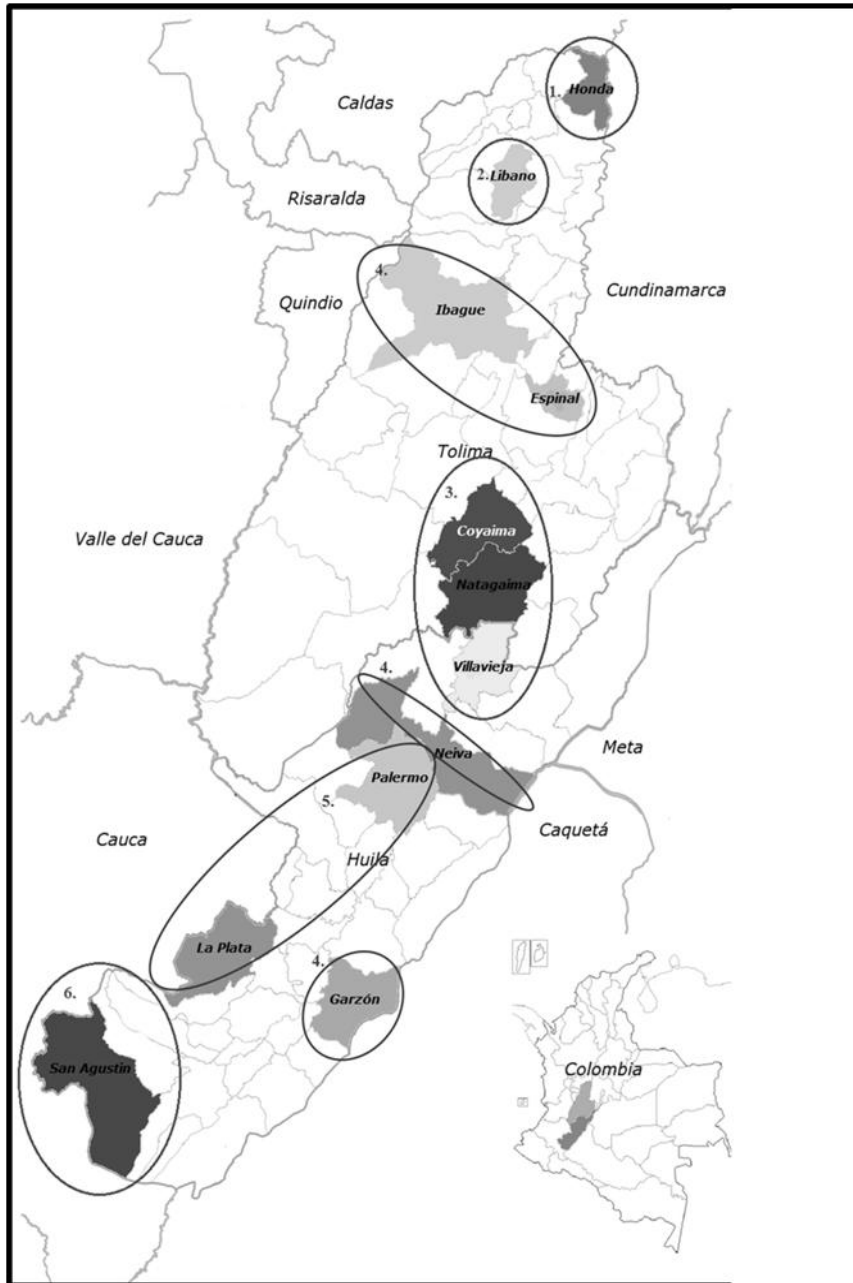 1.
Honda
Caldas
2.
Libano
Risaralda
4.
Quindio
Ibague
Cundinamarca
Espinal
Tolima
3.
Coyaima
Valle del Cauca
Natagaima
Villavieja
4.
Neiva
Meta
Palermo
5.
Cauca
Caquetá
Huila
La Plata
4.
Garzón
6.
San Agustin
Colombia